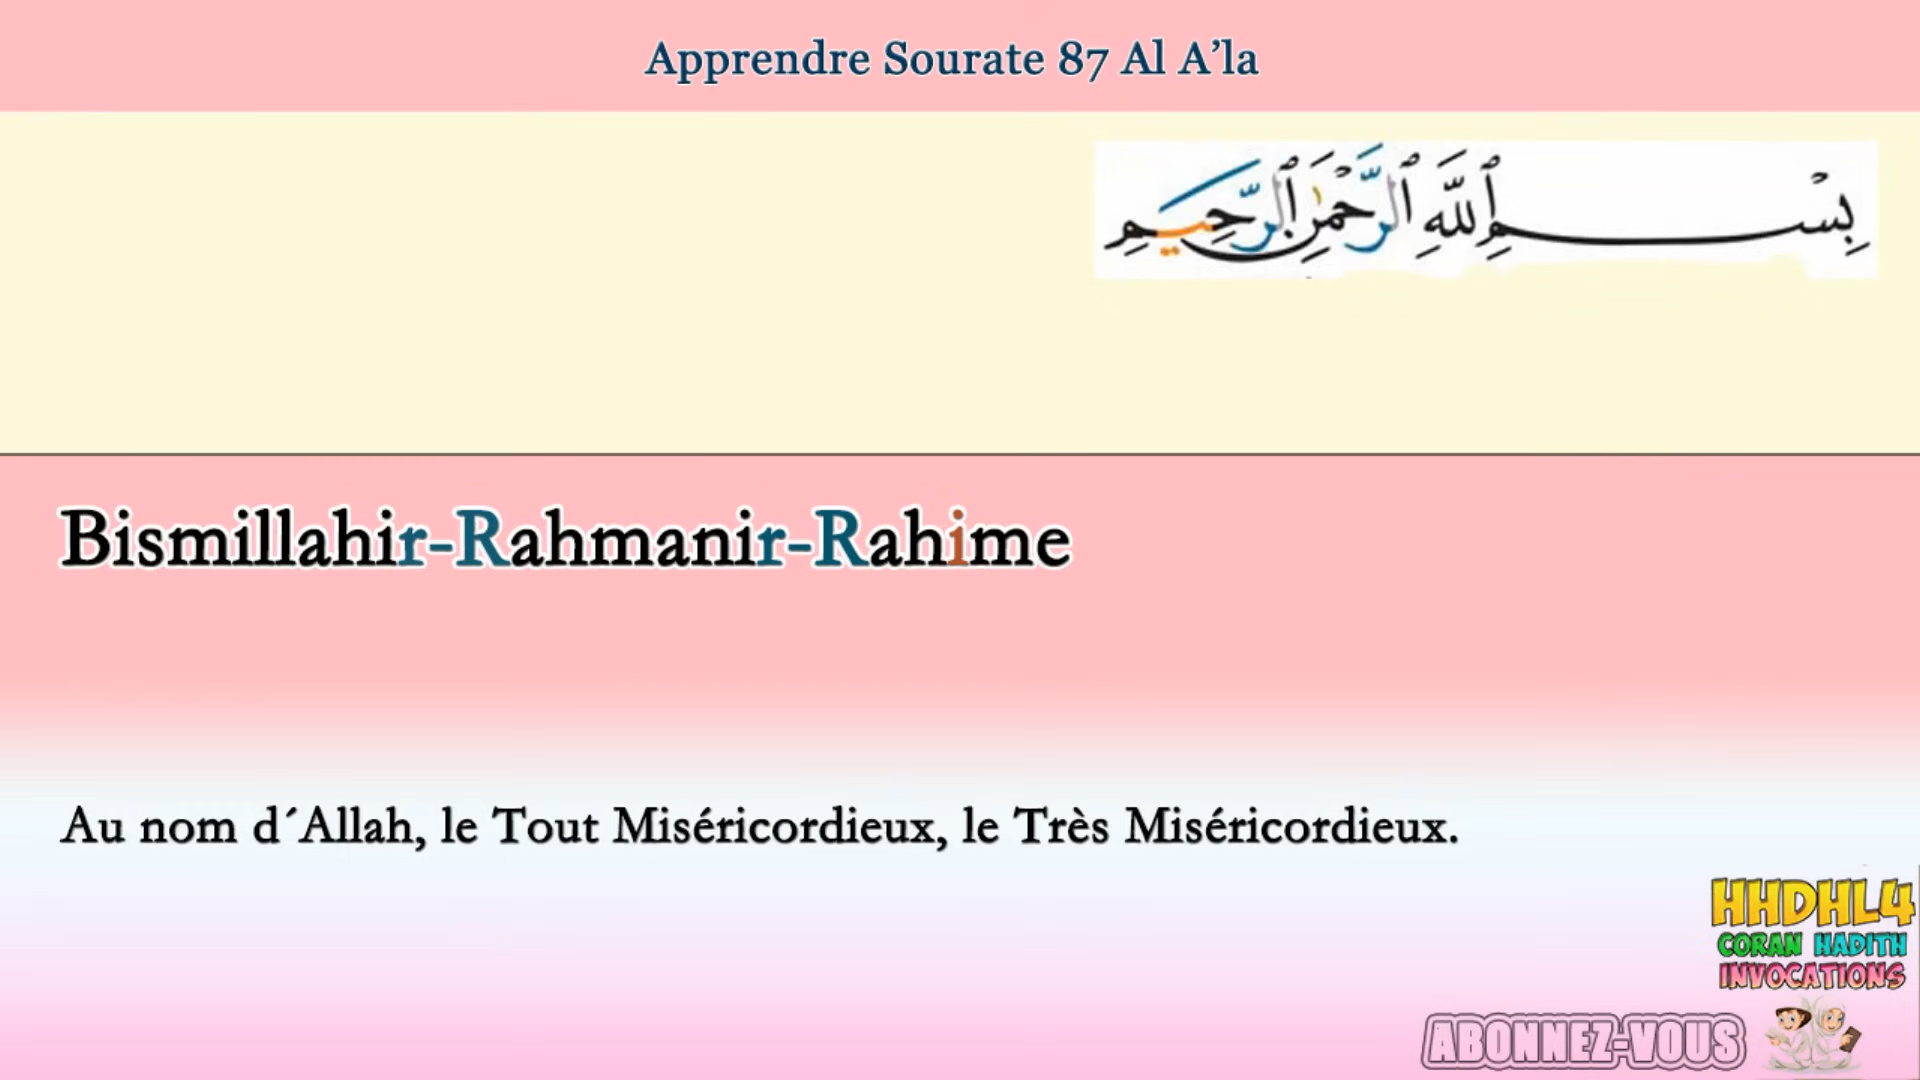 Apprendre Sourate 87 Al A’la
بِسْمِ ٱللَّهِ ٱلرَّحْمَٰنِ ٱلرَّحِيمِ
Bismillahir-Rahmanir-Rahime
Au nom d´Allah, le Tout Miséricordieux, le Très Miséricordieux.
HHDHL4
CORAN HADITH
INVOCATIONS
ABONNEZ-VOUS